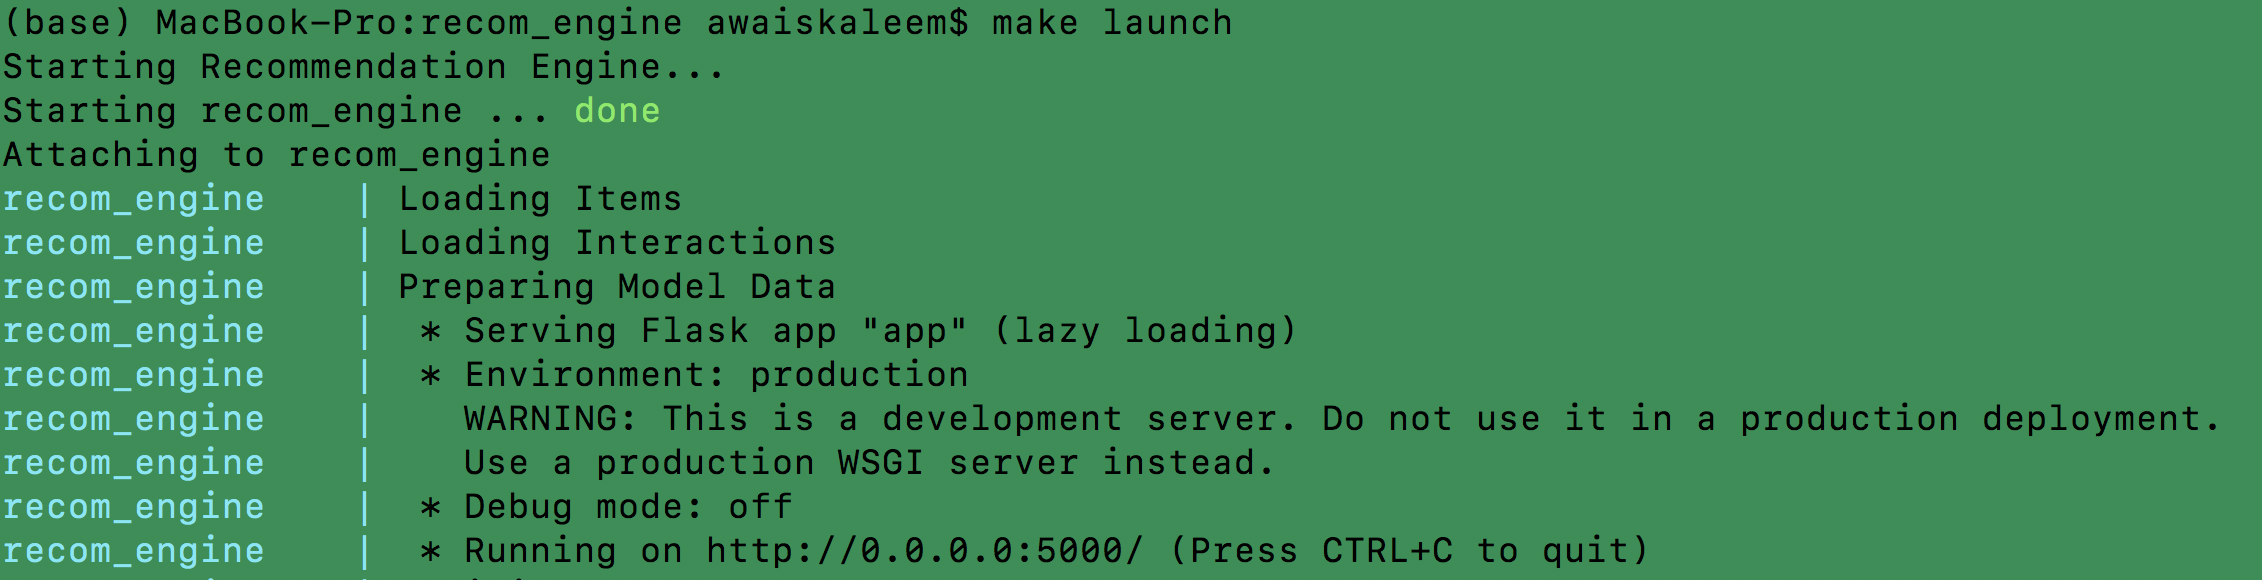 (base) MacBook-Pro:recom_engine awaiskaleem$ make launch
Starting Recommendation Engine...
Starting recom_engine ... done
Attaching to recom_engine
recom_engine    | Loading Items
recom_engine    | Loading Interactions
recom_engine    | Preparing Model Data
recom_engine    |  * Serving Flask app "app" (lazy loading)
recom_engine    |  * Environment: production
recom_engine    |    WARNING: This is a development server. Do not use it in a production deployment.
recom_engine    |    Use a production WSGI server instead.
recom_engine    |  * Debug mode: off
recom_engine    |  * Running on http://0.0.0.0:5000/ (Press CTRL+C to quit)